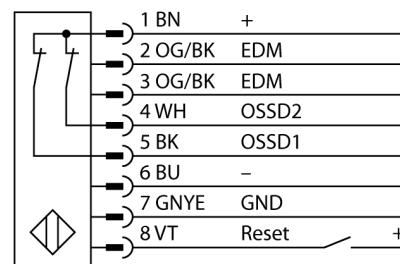 1 BN +
2 OG/BK EDM
3 OG/BK EDM
4 WH OSSD2
5 BK OSSD1
6 BU –
7 GNYE GND
8 VT Reset +